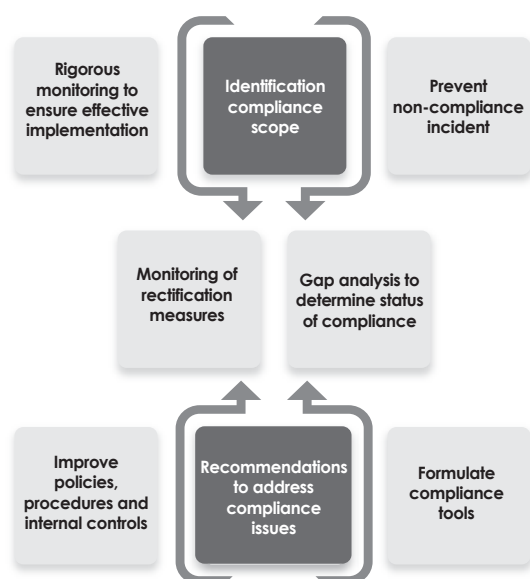 Rigorous
monitoring to
ensure effective
implementation
Identification
compliance
scope
Prevent
non-compliance
incident
Monitoring of
rectification
measures
Gap analysis to
determine status
of compliance
Improve
policies,
procedures and
internal controls
Recommendations
to address
compliance
issues
Formulate
compliance
tools